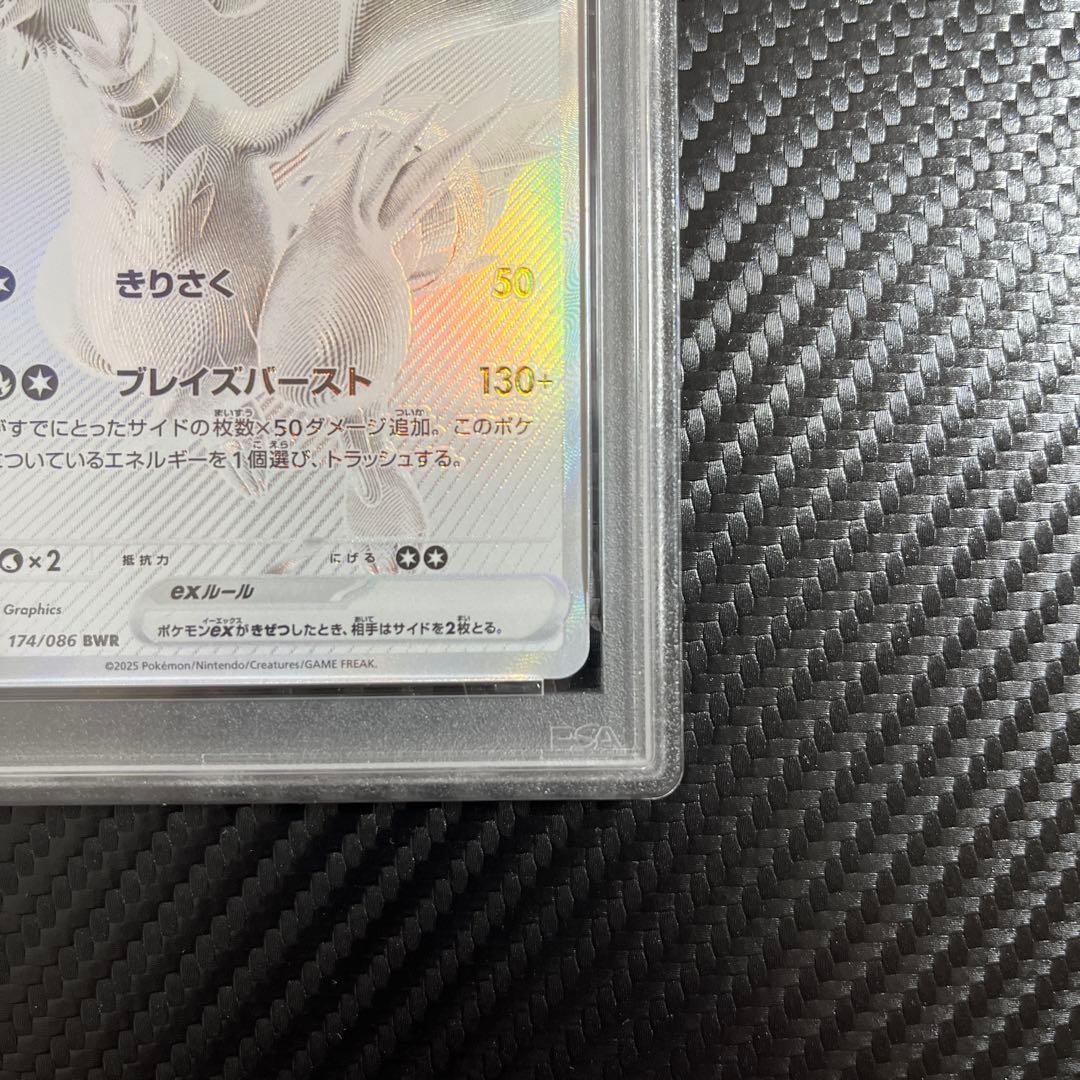 きりさく 50
ブレイズバースト 130+
がすでにとったサイドの枚数×50ダメージ追加。このポケ
についているエネルギーを1個選び、トラッシュする。
×2 抵抗力 にげる
exルール
Graphics
ポケモンexがきぜつしたとき、相手はサイドを2枚とる。
174/086 BWR
©2025 Pokémon/Nintendo/Creatures/GAME FREAK.
PSA